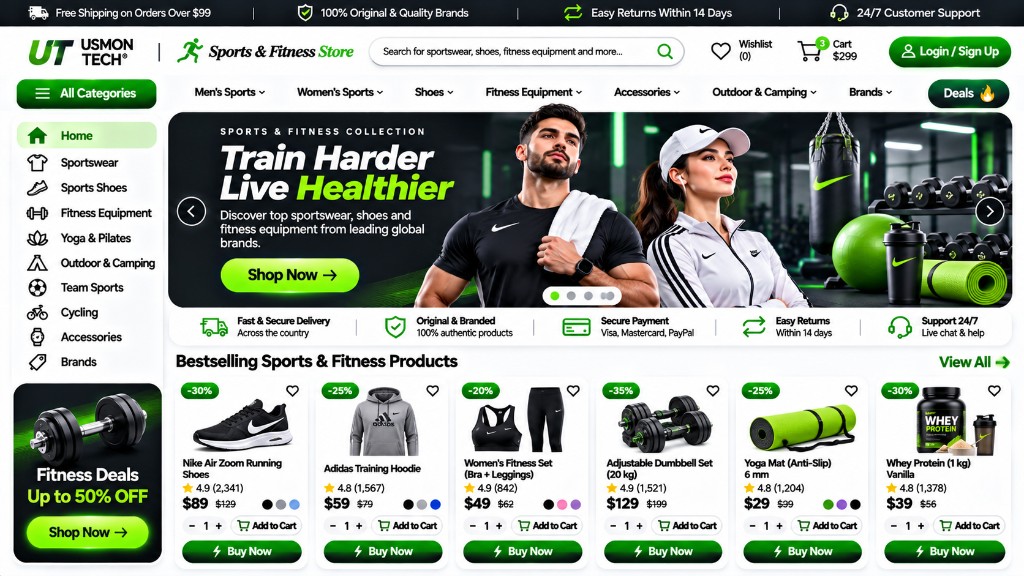 Free Shipping on Orders Over $99
100% Original & Quality Brands
Easy Returns Within 14 Days
24/7 Customer Support
UT USMON TECH®
Sports & Fitness Store
Search for sportswear, shoes, fitness equipment and more...
Wishlist (0)
3
Cart $299
Login / Sign Up
All Categories
Men's Sports
Women's Sports
Shoes
Fitness Equipment
Accessories
Outdoor & Camping
Brands
Deals
Home
Sportswear
Sports Shoes
Fitness Equipment
Yoga & Pilates
Outdoor & Camping
Team Sports
Cycling
Accessories
Brands
SPORTS & FITNESS COLLECTION
Train Harder
Live Healthier
Discover top sportswear, shoes and
fitness equipment from leading global
brands.
Shop Now →
Fast & Secure Delivery
Across the country
Original & Branded
100% authentic products
Secure Payment
Visa, Mastercard, PayPal
Easy Returns
Within 14 days
Support 24/7
Live chat & help
Fitness Deals
Up to 50% OFF
Shop Now →
Bestselling Sports & Fitness Products
View All →
-30%
Nike Air Zoom Running
Shoes
4.9 (2,341)
$89 $129
− 1 + Add to Cart
Buy Now
-25%
adidas
Adidas Training Hoodie
4.8 (1,567)
$59 $79
− 1 + Add to Cart
Buy Now
-20%
Women's Fitness Set
(Bra + Leggings)
4.9 (842)
$49 $62
− 1 + Add to Cart
Buy Now
-35%
Adjustable Dumbbell Set
(20 kg)
4.9 (1,521)
$129 $199
− 1 + Add to Cart
Buy Now
-25%
Yoga Mat (Anti-Slip)
6 mm
4.8 (1,204)
$29 $99
− 1 + Add to Cart
Buy Now
-30%
WHEY
PROTEIN
Whey Protein (1 kg)
Vanilla
4.8 (1,378)
$39 $56
− 1 + Add to Cart
Buy Now